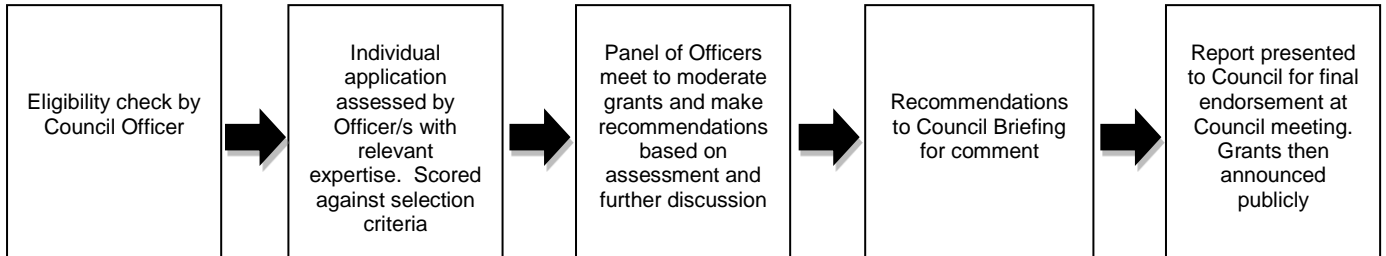 Eligibility check by
Council Officer
Individual
application
assessed by
Officer/s with
relevant
expertise.  Scored
against selection
criteria
Panel of Officers
meet to moderate
grants and make
recommendations
based on
assessment and
further discussion
Recommendations
to Council Briefing
for comment
Report presented
to Council for final
endorsement at
Council meeting.
Grants then
announced
publicly